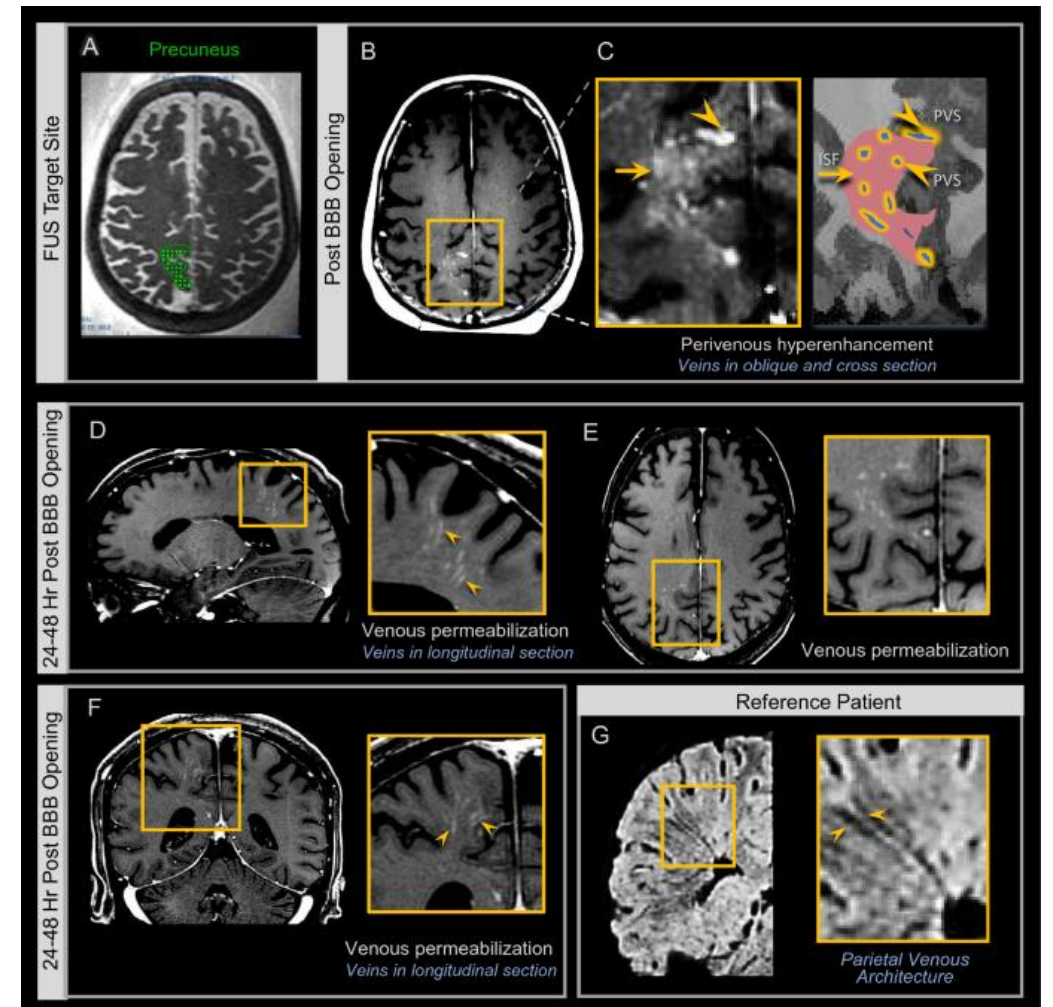 FUS Target Site
A
Precuneus
Post BBB Opening
B
C
PVS
ISF
PVS
Perivenous hyperenhancement
Veins in oblique and cross section
24-48 Hr Post BBB Opening
D
Venous permeabilization
Veins in longitudinal section
E
Venous permeabilization
24-48 Hr Post BBB Opening
F
Venous permeabilization
Veins in longitudinal section
Reference Patient
G
Parietal Venous
Architecture